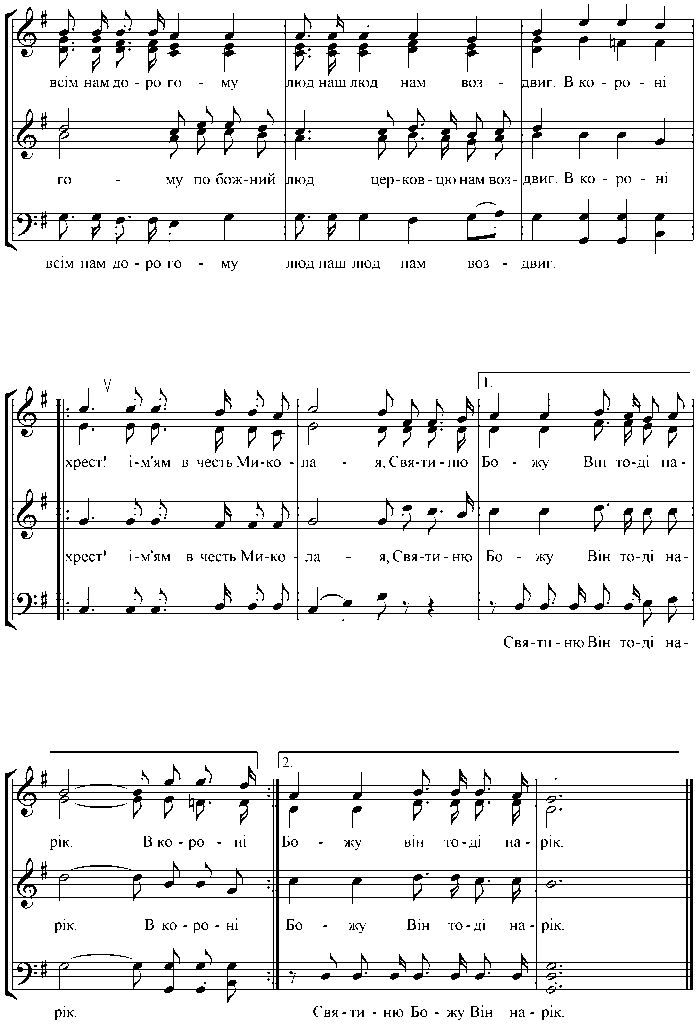 всім нам до - ро го - му люд наш люд нам воз - двиг. В ко - ро - ні
го - му по бож-ний люд цер-ков-цю нам воз-двиг. В ко - ро - ні
всім нам до - ро го - му люд наш люд нам воз - двиг.
1.
хрест! і-м'ям в честь Ми-ко - ла - я, Свя-ти-ню Бо - жу Він то-ді на-
хрест! і-м'ям в честь Ми-ко - ла - я, Свя-ти-ню Бо - жу Він то-ді на-
Свя-ти-ню Він то-ді на-
2.
рік. В ко - ро - ні Бо - жу він то-ді на-рік.
рік. В ко - ро - ні Бо - жу Він то-ді на-рік.
рік. Свя-ти - ню Бо-жу Він на - рік.